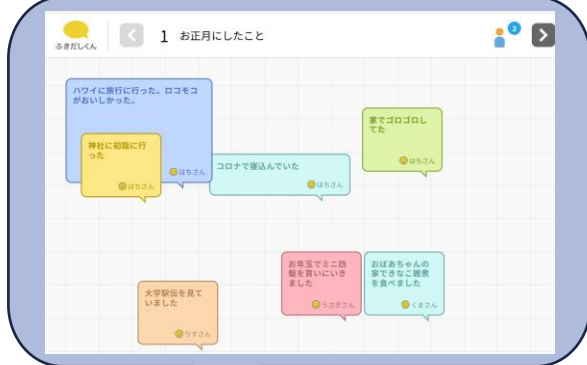 ふきだしくん
1 お正月にしたこと
2
ハワイに旅行に行った。ロコモコ
がおいしかった。
はちさん
神社に初詣に行
った
はちさん
コロナで寝込んでいた
はちさん
家でゴロゴロし
てた
はちさん
お年玉でミニ四
駆を買いにいき
ました
うさぎさん
おばあちゃんの
家できなこ雑煮
を食べました
くまさん
大学駅伝を見て
いました
りすさん